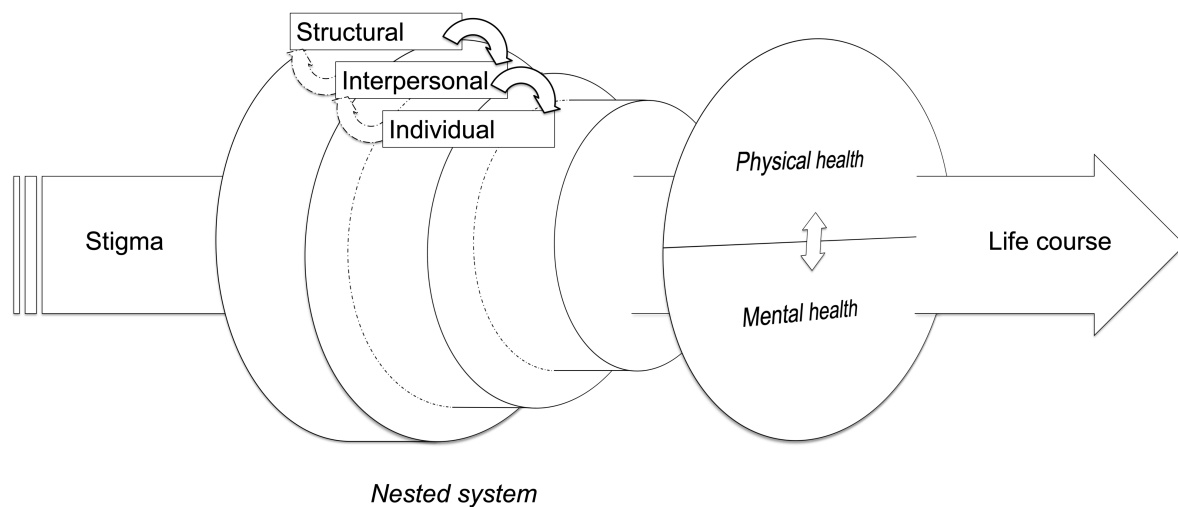 Structural
Interpersonal
Individual
Stigma
Physical health
Mental health
Life course
Nested system